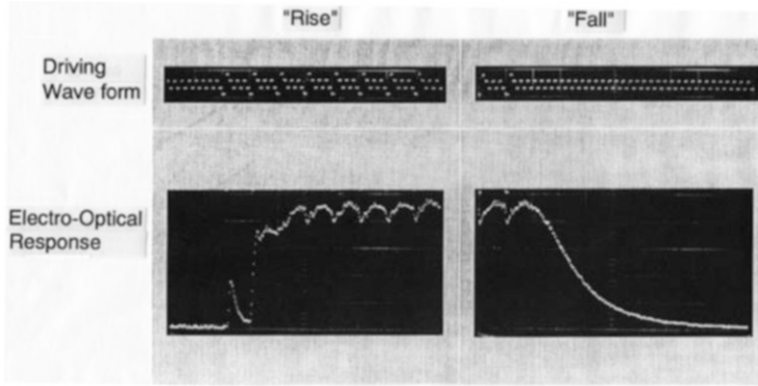 "Rise"
"Fall"
Driving
Wave form
Electro-Optical
Response